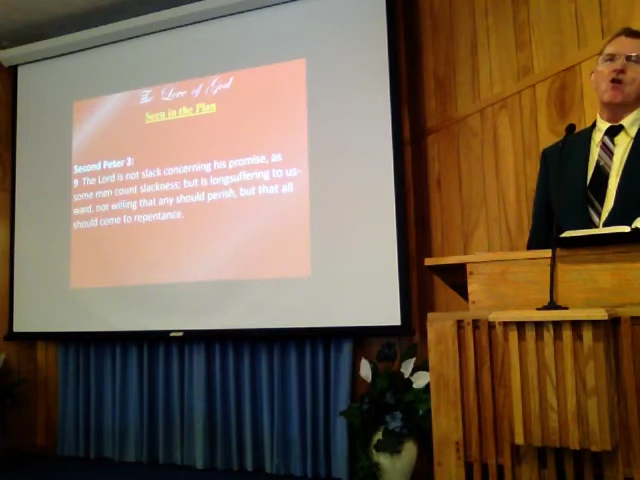 The Love of God
Seen in the Plan
Second Peter 3:
9 The Lord is not slack concerning his promise, as
some men count slackness; but is longsuffering to us-
ward, not willing that any should perish, but that all
should come to repentance.